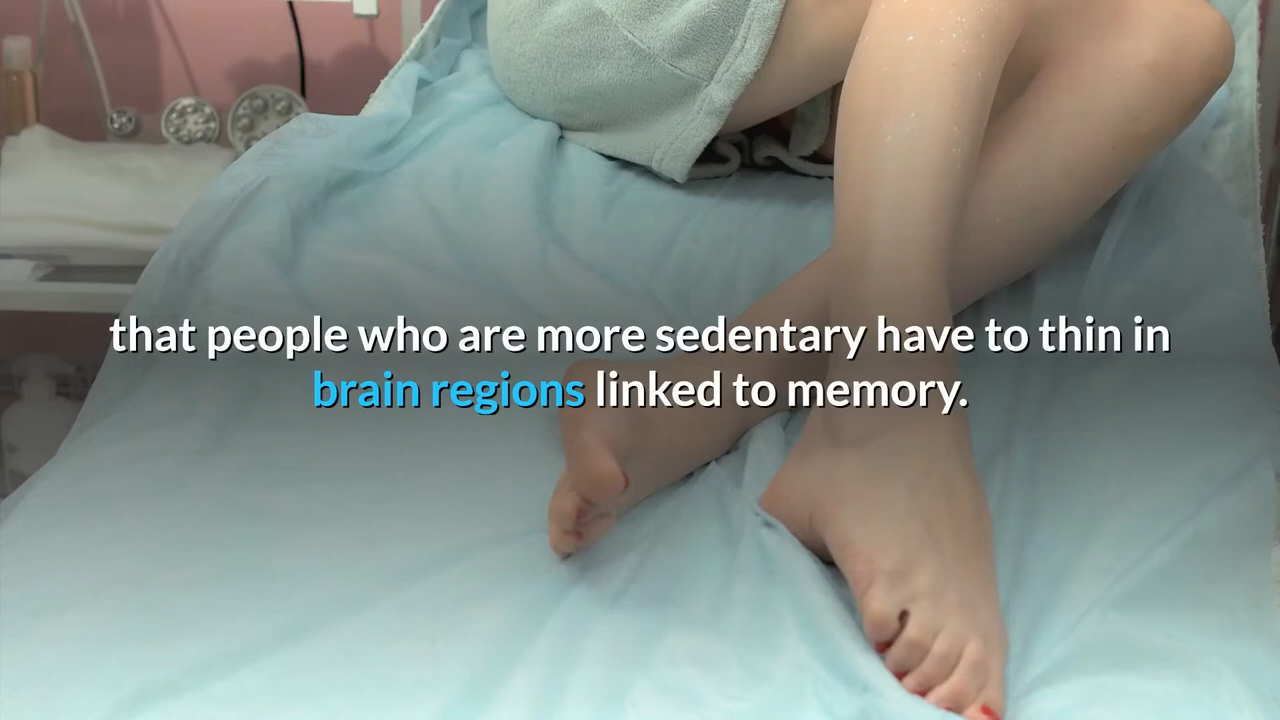 that people who are more sedentary have to thin in
brain regions linked to memory.